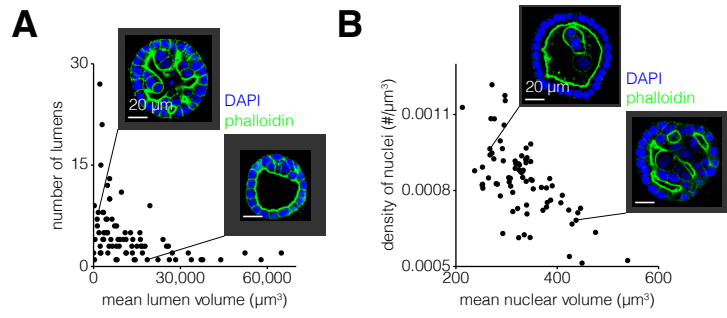 A
B
30
15
0
number of lumens
0
30,000
60,000
mean lumen volume (µm³)
20 µm
DAPI
phalloidin
0.0011
0.0008
0.0005
density of nuclei (#/µm³)
200
400
600
mean nuclear volume (µm³)
20 µm
DAPI
phalloidin